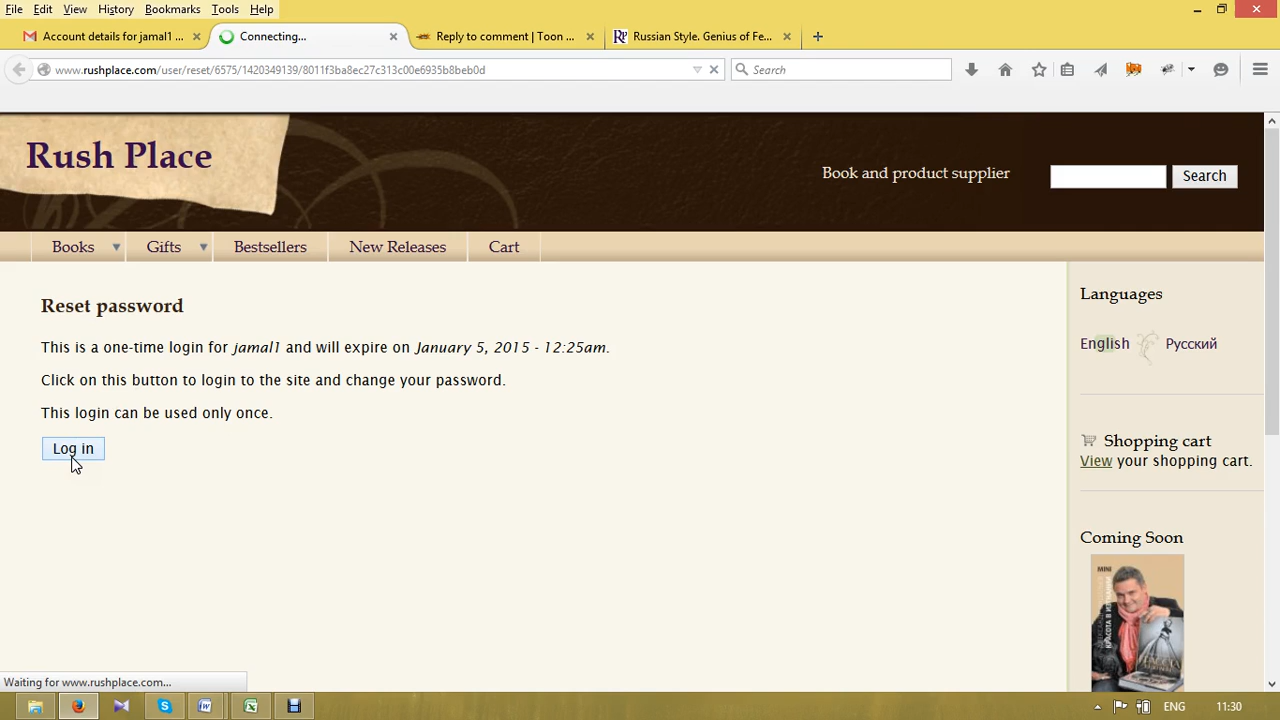 File Edit View History Bookmarks Tools Help
Account details for jamal1 ...
Connecting...
Reply to comment | Toon ...
Russian Style. Genius of Fe...
www.rushplace.com/user/reset/6575/1420349139/8011f3ba8ec27c313c00e6935b8beb0d
Search
Rush Place
Book and product supplier
Search
Books Gifts Bestsellers New Releases Cart
Reset password
This is a one-time login for jamal1 and will expire on January 5, 2015 - 12:25am.
Click on this button to login to the site and change your password.
This login can be used only once.
Log in
Languages
English Русский
Shopping cart
View your shopping cart.
Coming Soon
MINI
КРАСОТА В ИЗГНАНИИ
Waiting for www.rushplace.com...
ENG 11:30